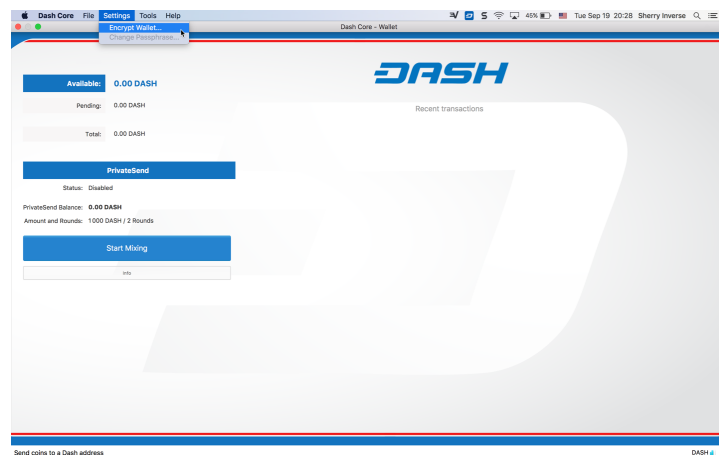 Dash Core File Settings Tools Help 45% Tue Sep 19 20:28 Sherry Inverse
Dash Core - Wallet
Encrypt Wallet...
Change Passphrase...
DASH
Available: 0.00 DASH
Pending: 0.00 DASH
Recent transactions
Total: 0.00 DASH
PrivateSend
Status: Disabled
PrivateSend Balance: 0.00 DASH
Amount and Rounds: 1000 DASH / 2 Rounds
Start Mixing
Info
Send coins to a Dash address
DASH